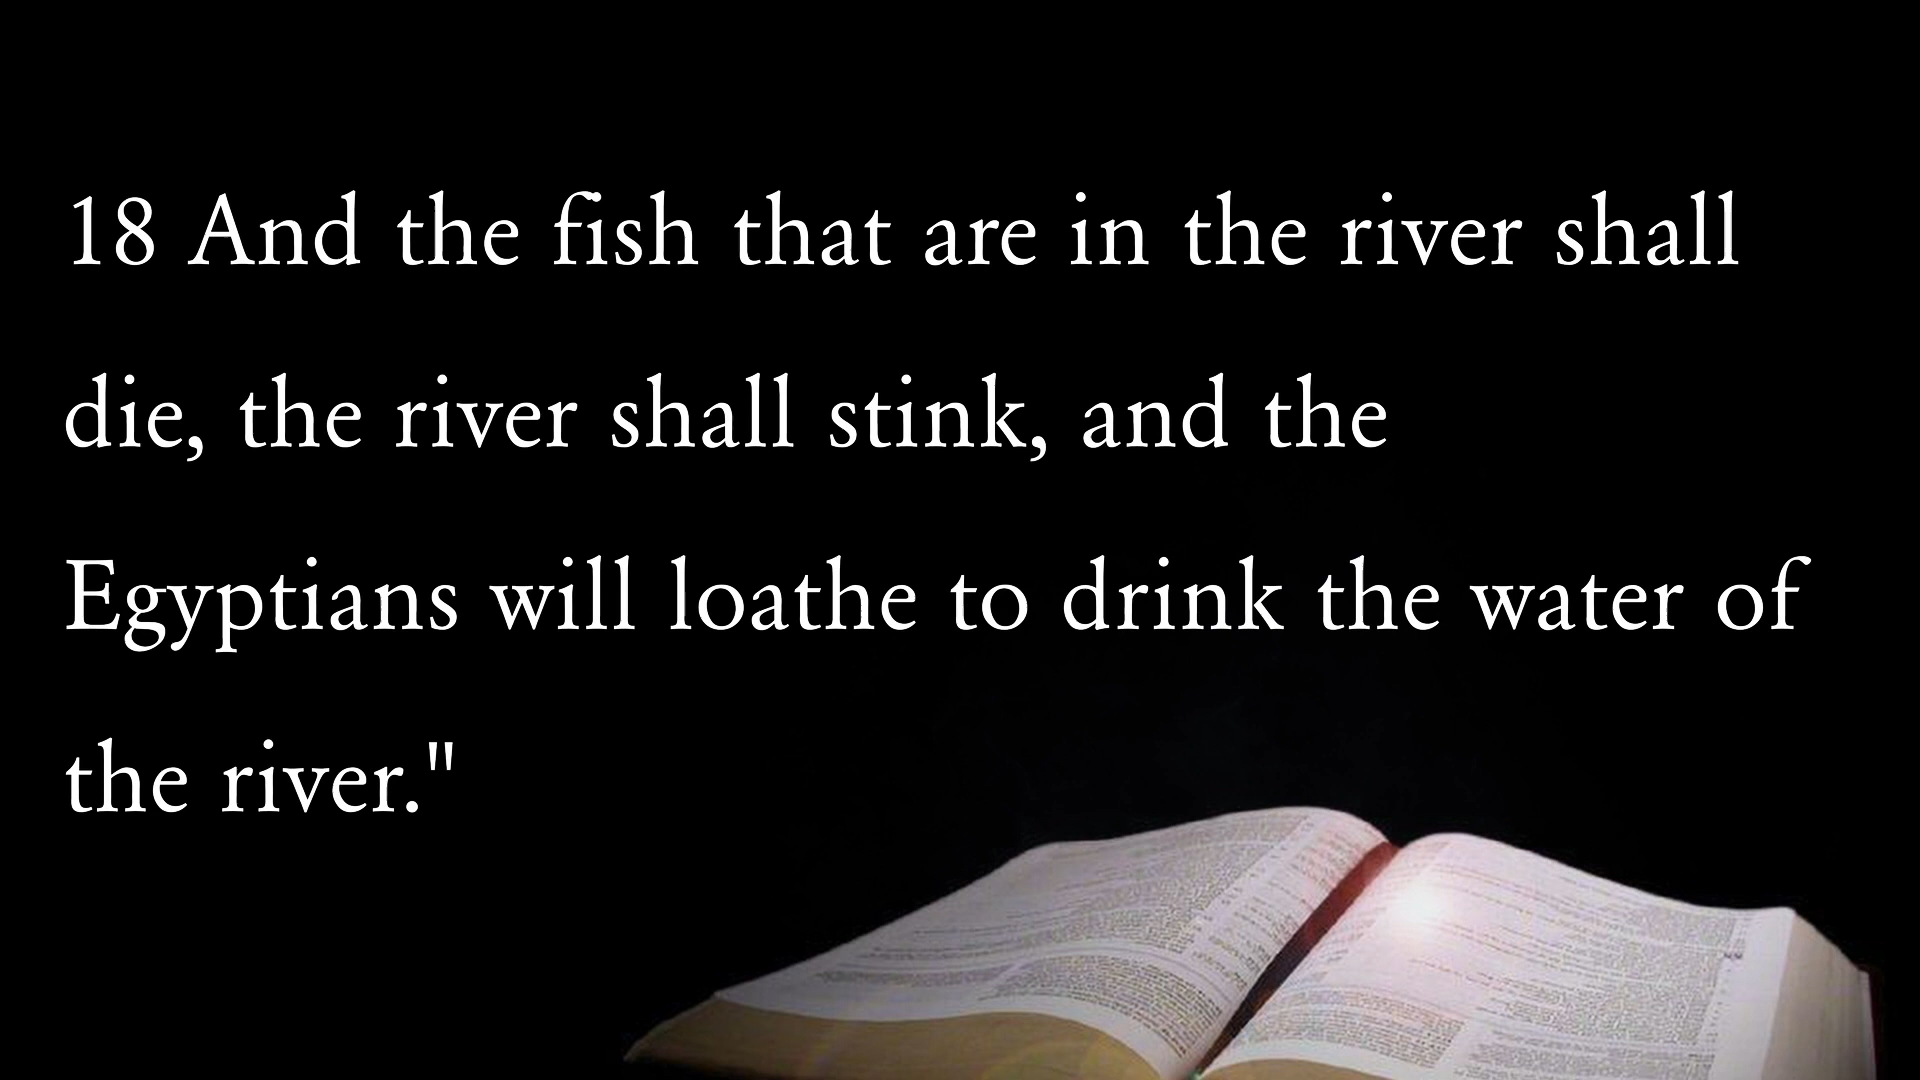 18 And the fish that are in the river shall
die, the river shall stink, and the
Egyptians will loathe to drink the water of
the river."